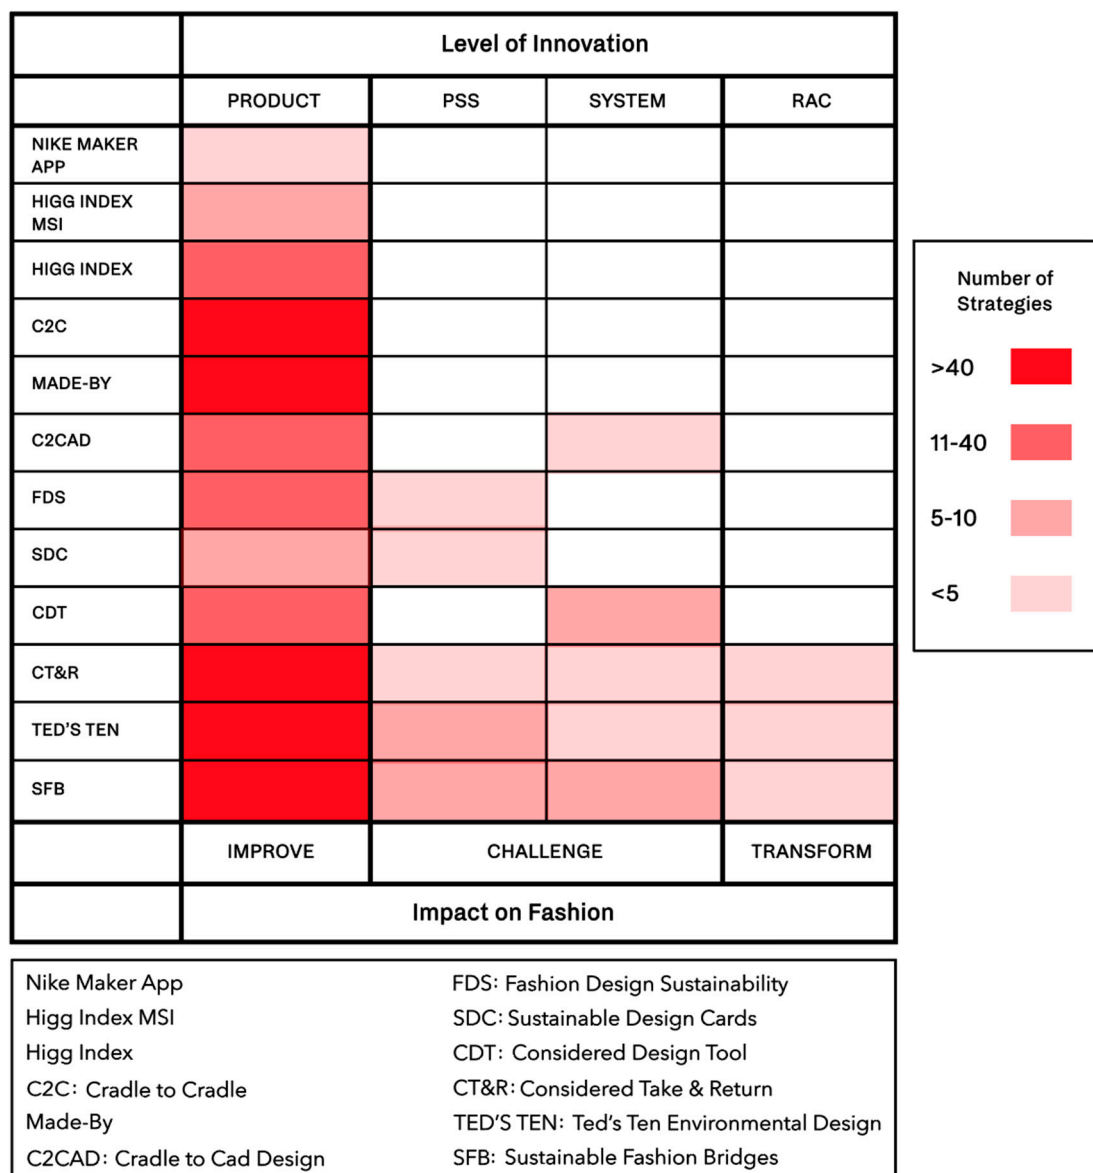 Level of Innovation
PRODUCT PSS SYSTEM RAC
NIKE MAKER
APP
HIGG INDEX
MSI
HIGG INDEX
C2C
MADE-BY
C2CAD
FDS
SDC
CDT
CT&R
TED'S TEN
SFB
IMPROVE CHALLENGE TRANSFORM
Impact on Fashion
Number of
Strategies
>40
11-40
5-10
<5
Nike Maker App
Higg Index MSI
Higg Index
C2C: Cradle to Cradle
Made-By
C2CAD: Cradle to Cad Design
FDS: Fashion Design Sustainability
SDC: Sustainable Design Cards
CDT: Considered Design Tool
CT&R: Considered Take & Return
TED'S TEN: Ted's Ten Environmental Design
SFB: Sustainable Fashion Bridges